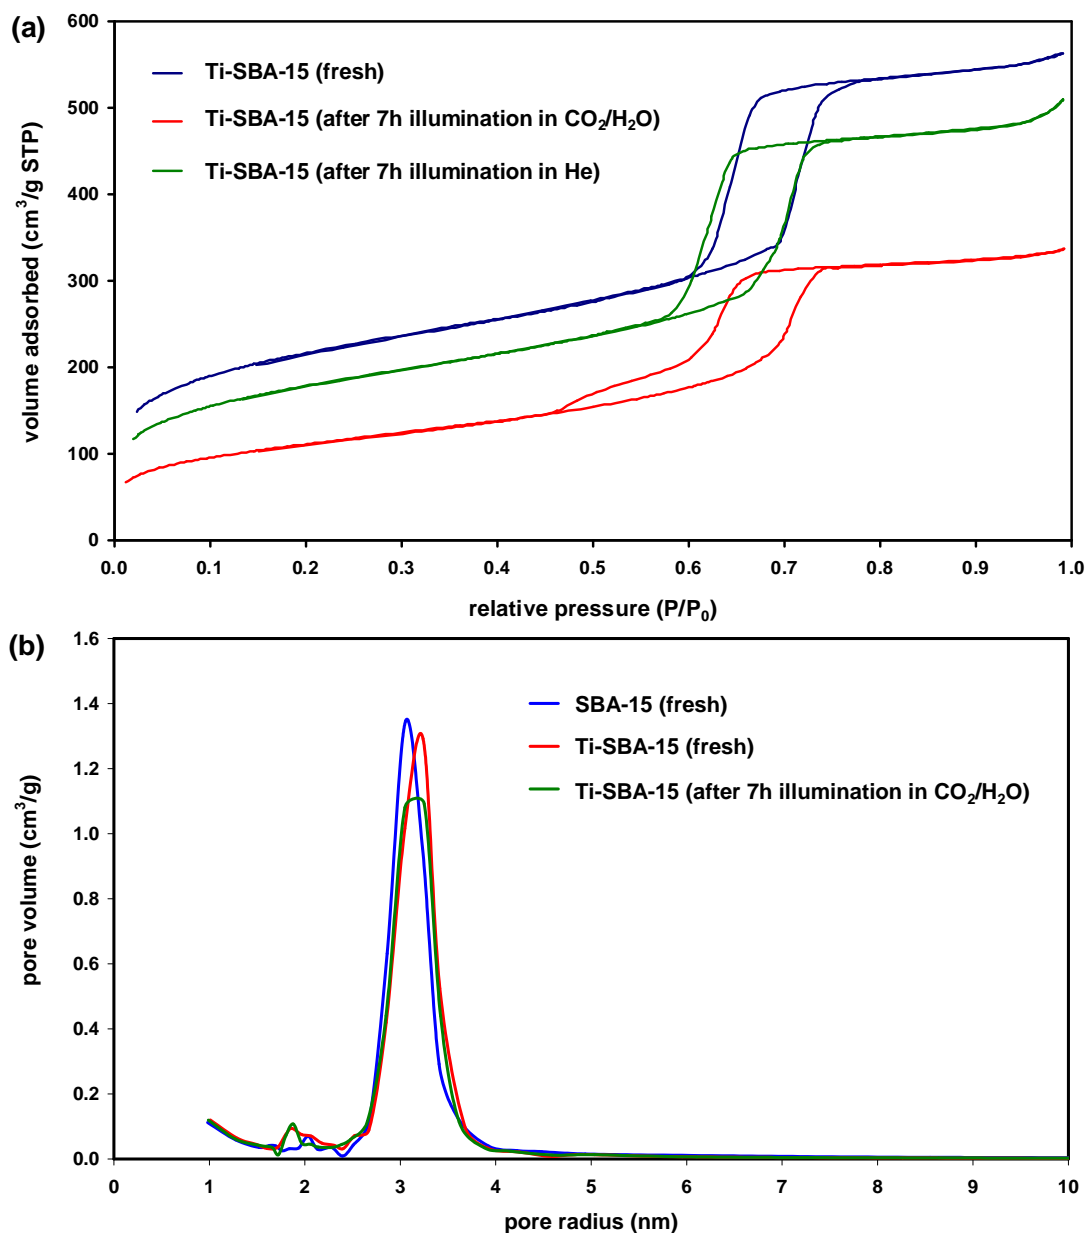 (a)
600
500
400
300
200
100
0
volume adsorbed (cm³/g STP)
Ti-SBA-15 (fresh)
Ti-SBA-15 (after 7h illumination in CO₂/H₂O)
Ti-SBA-15 (after 7h illumination in He)
0.0 0.1 0.2 0.3 0.4 0.5 0.6 0.7 0.8 0.9 1.0
relative pressure (P/P₀)
(b)
1.6
1.4
1.2
1.0
0.8
0.6
0.4
0.2
0.0
pore volume (cm³/g)
SBA-15 (fresh)
Ti-SBA-15 (fresh)
Ti-SBA-15 (after 7h illumination in CO₂/H₂O)
0 1 2 3 4 5 6 7 8 9 10
pore radius (nm)